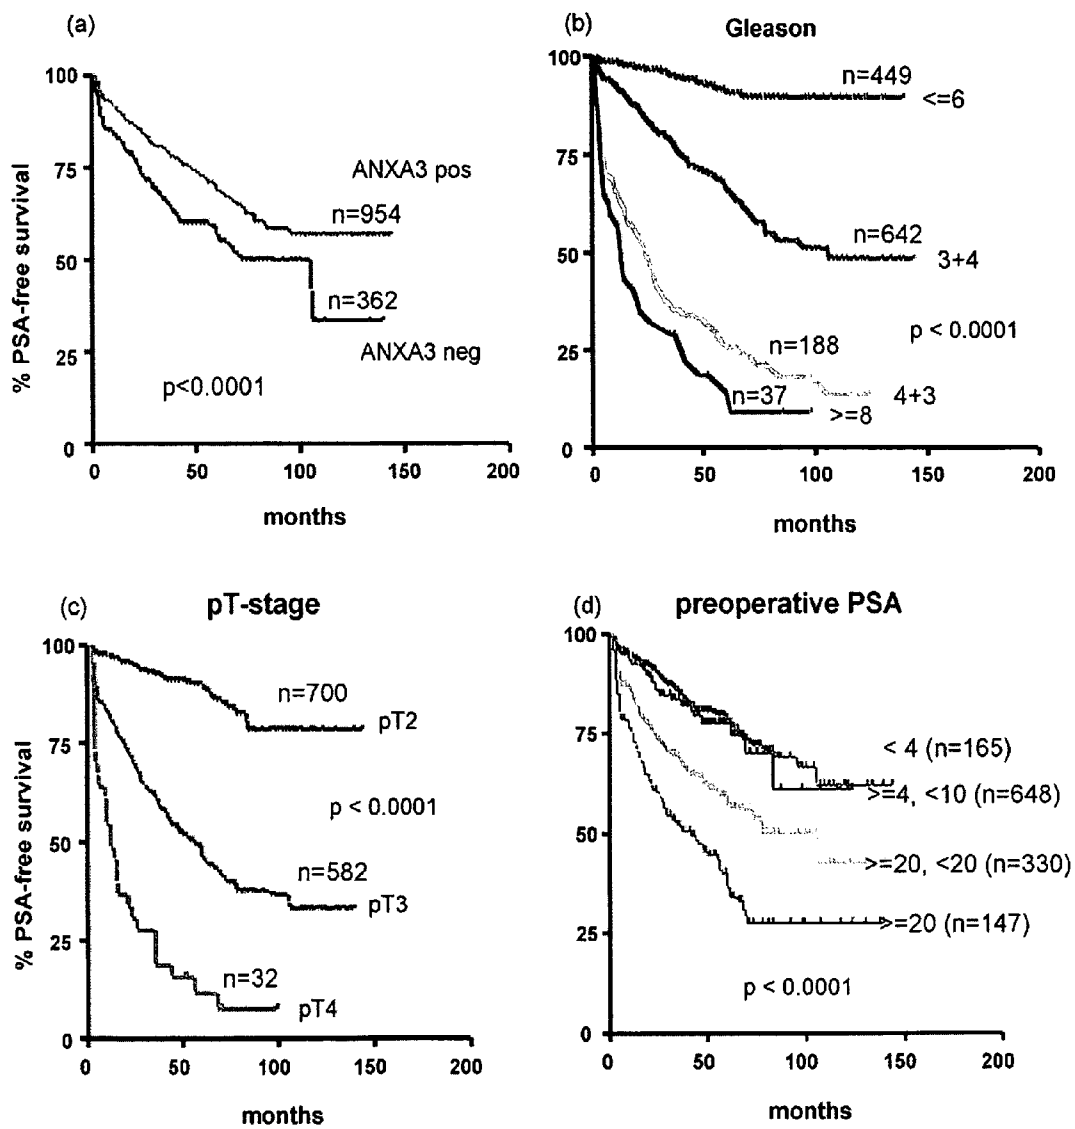 (a)
100
75
50
25
0
% PSA-free survival
ANXA3 pos
n=954
n=362
ANXA3 neg
p<0.0001
0 50 100 150 200
months
(b)
Gleason
100
75
50
25
0
n=449
<=6
n=642
3+4
p < 0.0001
n=188
n=37
4+3
>=8
0 50 100 150 200
months
(c)
pT-stage
100
75
50
25
0
% PSA-free survival
n=700
pT2
p < 0.0001
n=582
pT3
n=32
pT4
0 50 100 150 200
months
(d)
preoperative PSA
100
75
50
25
0
< 4 (n=165)
>=4, <10 (n=648)
>=20, <20 (n=330)
>=20 (n=147)
p < 0.0001
0 50 100 150 200
months